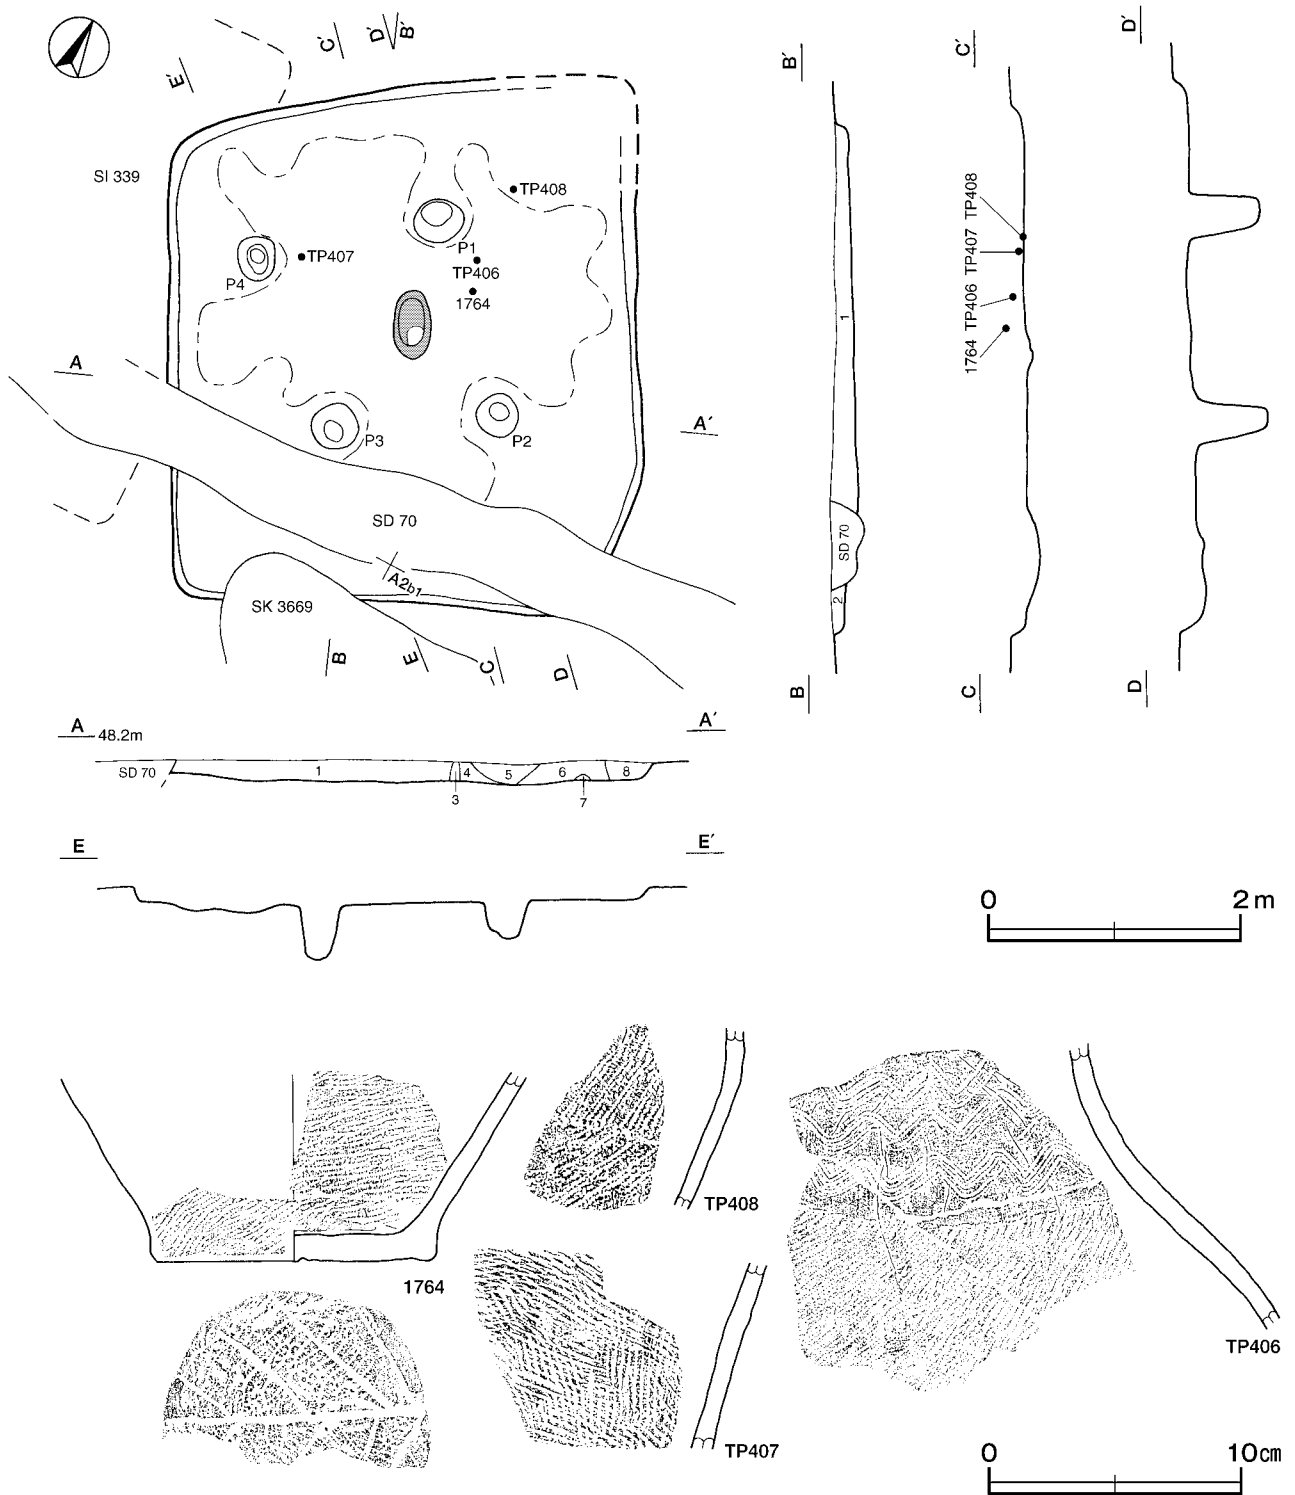 E´ C´ D´ B´
SI 339
TP408
P1
TP407
TP406
P4
1764
A
P3
P2
A´
SD 70
A2b1
SK 3669
B E C D
B´
1
SD 70
2
B
C´
1764 TP406 TP407 TP408
C
D´
D
A 48.2m A´
SD 70 1 4 5 6 8
3 7
E E´
0 2m
1764
TP408
TP407
TP406
0 10cm